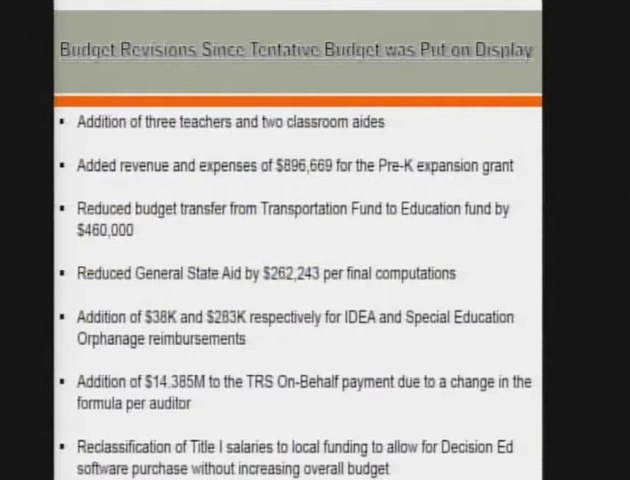 Budget Revisions Since Tentative Budget was Put on Display
▪ Addition of three teachers and two classroom aides
▪ Added revenue and expenses of $896,669 for the Pre-K expansion grant
▪ Reduced budget transfer from Transportation Fund to Education fund by
$460,000
▪ Reduced General State Aid by $262,243 per final computations
▪ Addition of $38K and $283K respectively for IDEA and Special Education
Orphanage reimbursements
▪ Addition of $14.385M to the TRS On-Behalf payment due to a change in the
formula per auditor
▪ Reclassification of Title I salaries to local funding to allow for Decision Ed
software purchase without increasing overall budget